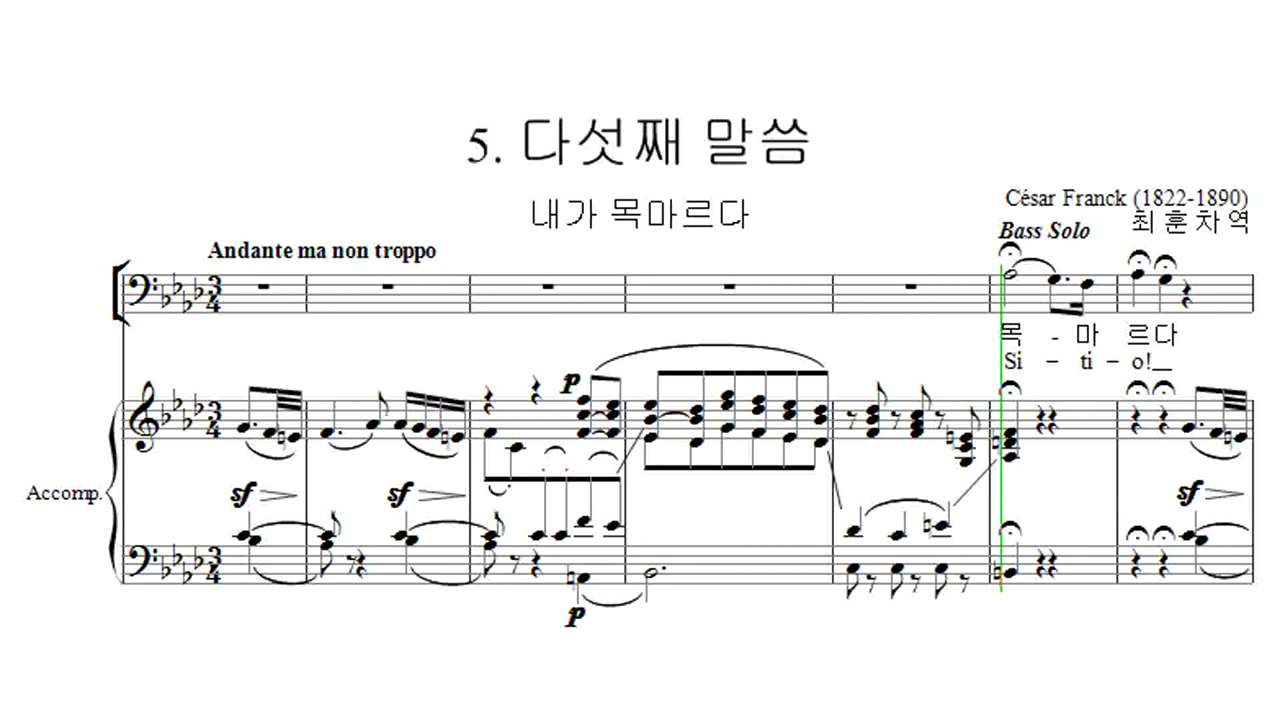 5. 다섯째 말씀
내가 목마르다
César Franck (1822-1890)
최 훈 차 역
Andante ma non troppo
Bass Solo
목 - 마 르다
Si - ti - o!
p
sf sf sf
Accomp.
p